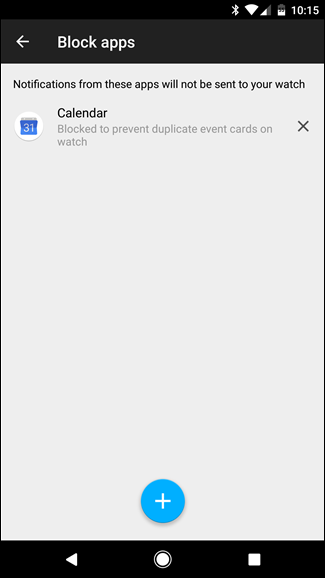 10:15
Block apps
Notifications from these apps will not be sent to your watch
31
Calendar
Blocked to prevent duplicate event cards on
watch